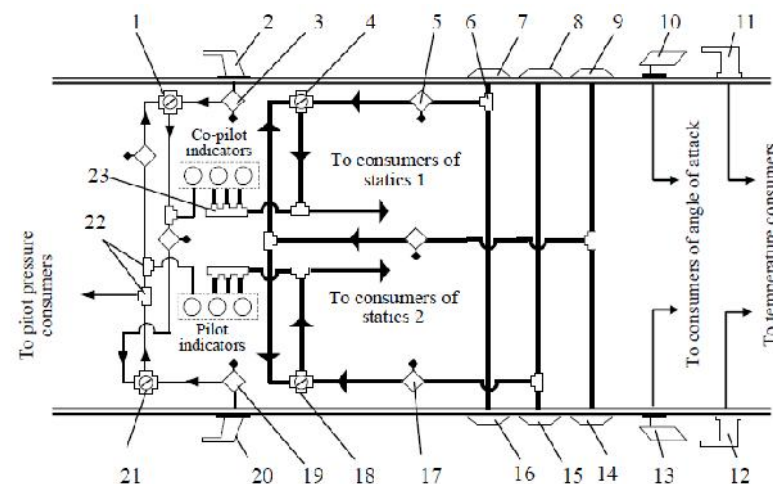 1 2 3 4 5 6 7 8 9 10 11
Co-pilot
indicators
To consumers of
statics 1
23
22
To pitot pressure
consumers
To consumers of
statics 2
Pilot
indicators
To consumers of angle of attack
To temperature consumers
21 20 19 18 17 16 15 14 13 12